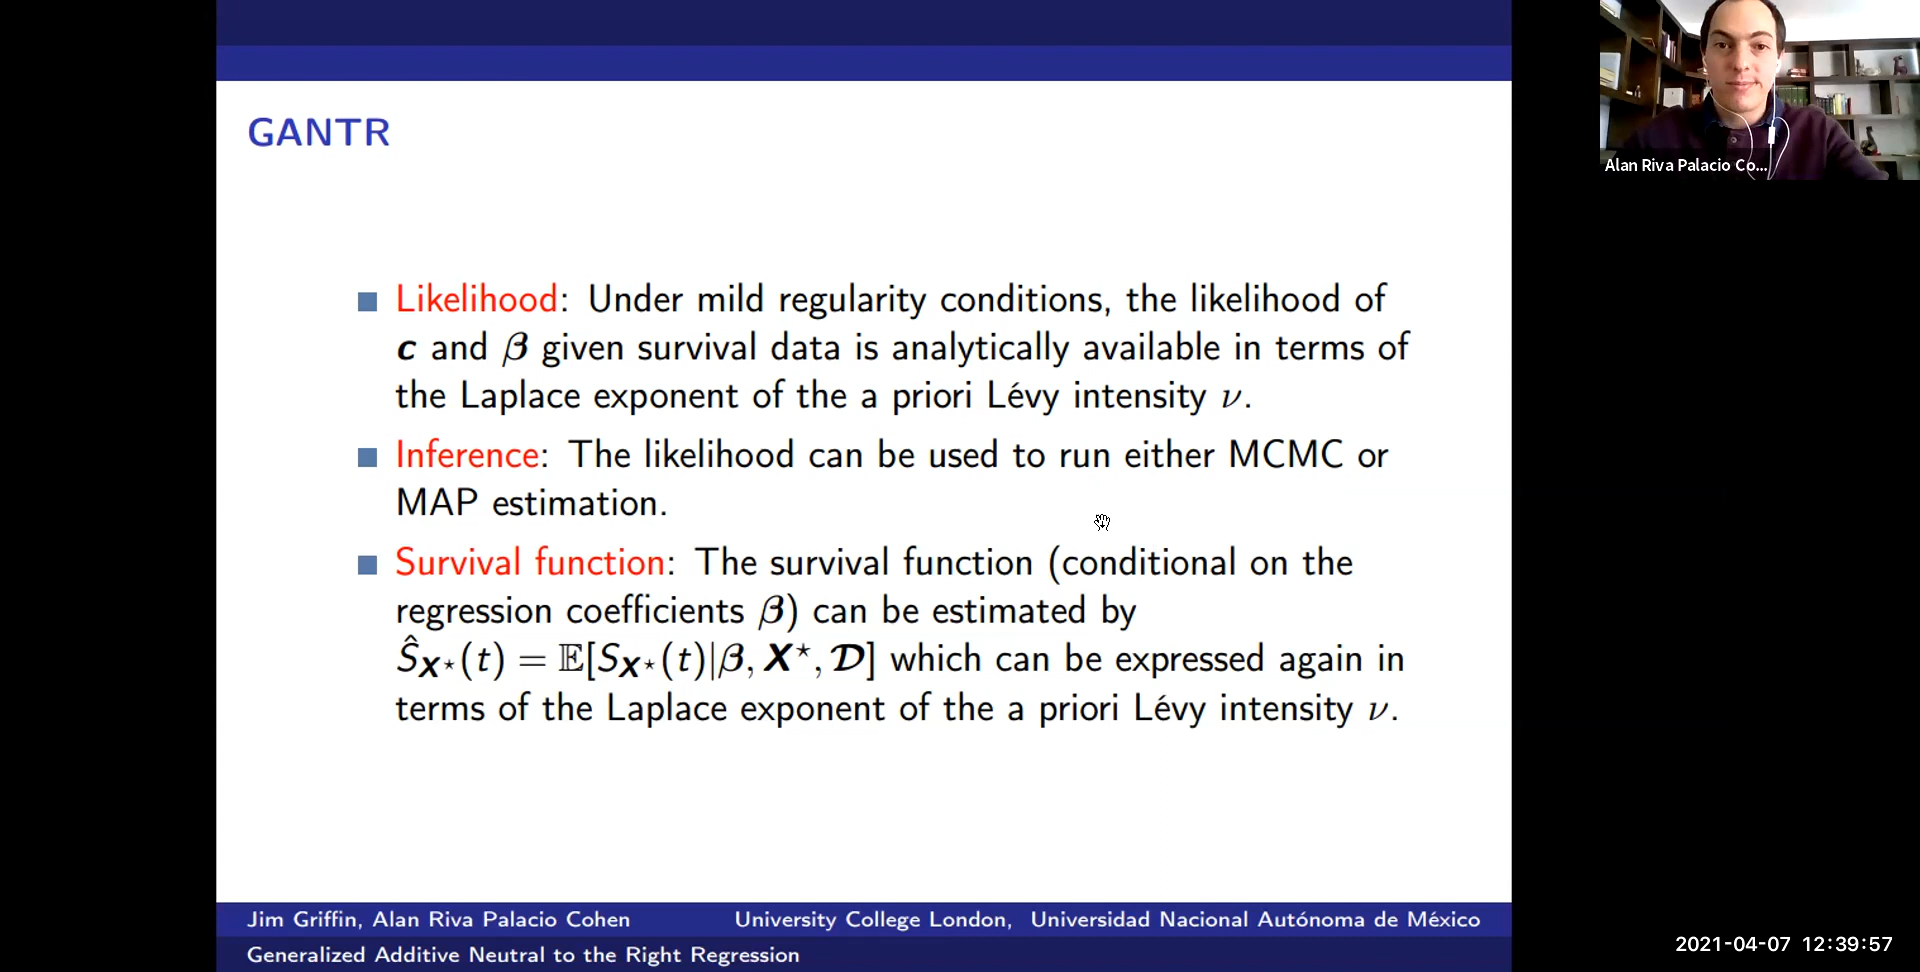 GANTR
Likelihood: Under mild regularity conditions, the likelihood of
c and β given survival data is analytically available in terms of
the Laplace exponent of the a priori Lévy intensity ν.
Inference: The likelihood can be used to run either MCMC or
MAP estimation.
Survival function: The survival function (conditional on the
regression coefficients β) can be estimated by
Ŝ_X⋆(t) = 𝔼[S_X⋆(t)|β, X⋆, 𝓓] which can be expressed again in
terms of the Laplace exponent of the a priori Lévy intensity ν.
Jim Griffin, Alan Riva Palacio Cohen University College London, Universidad Nacional Autónoma de México
Generalized Additive Neutral to the Right Regression
Alan Riva Palacio Co...
2021-04-07 12:39:57